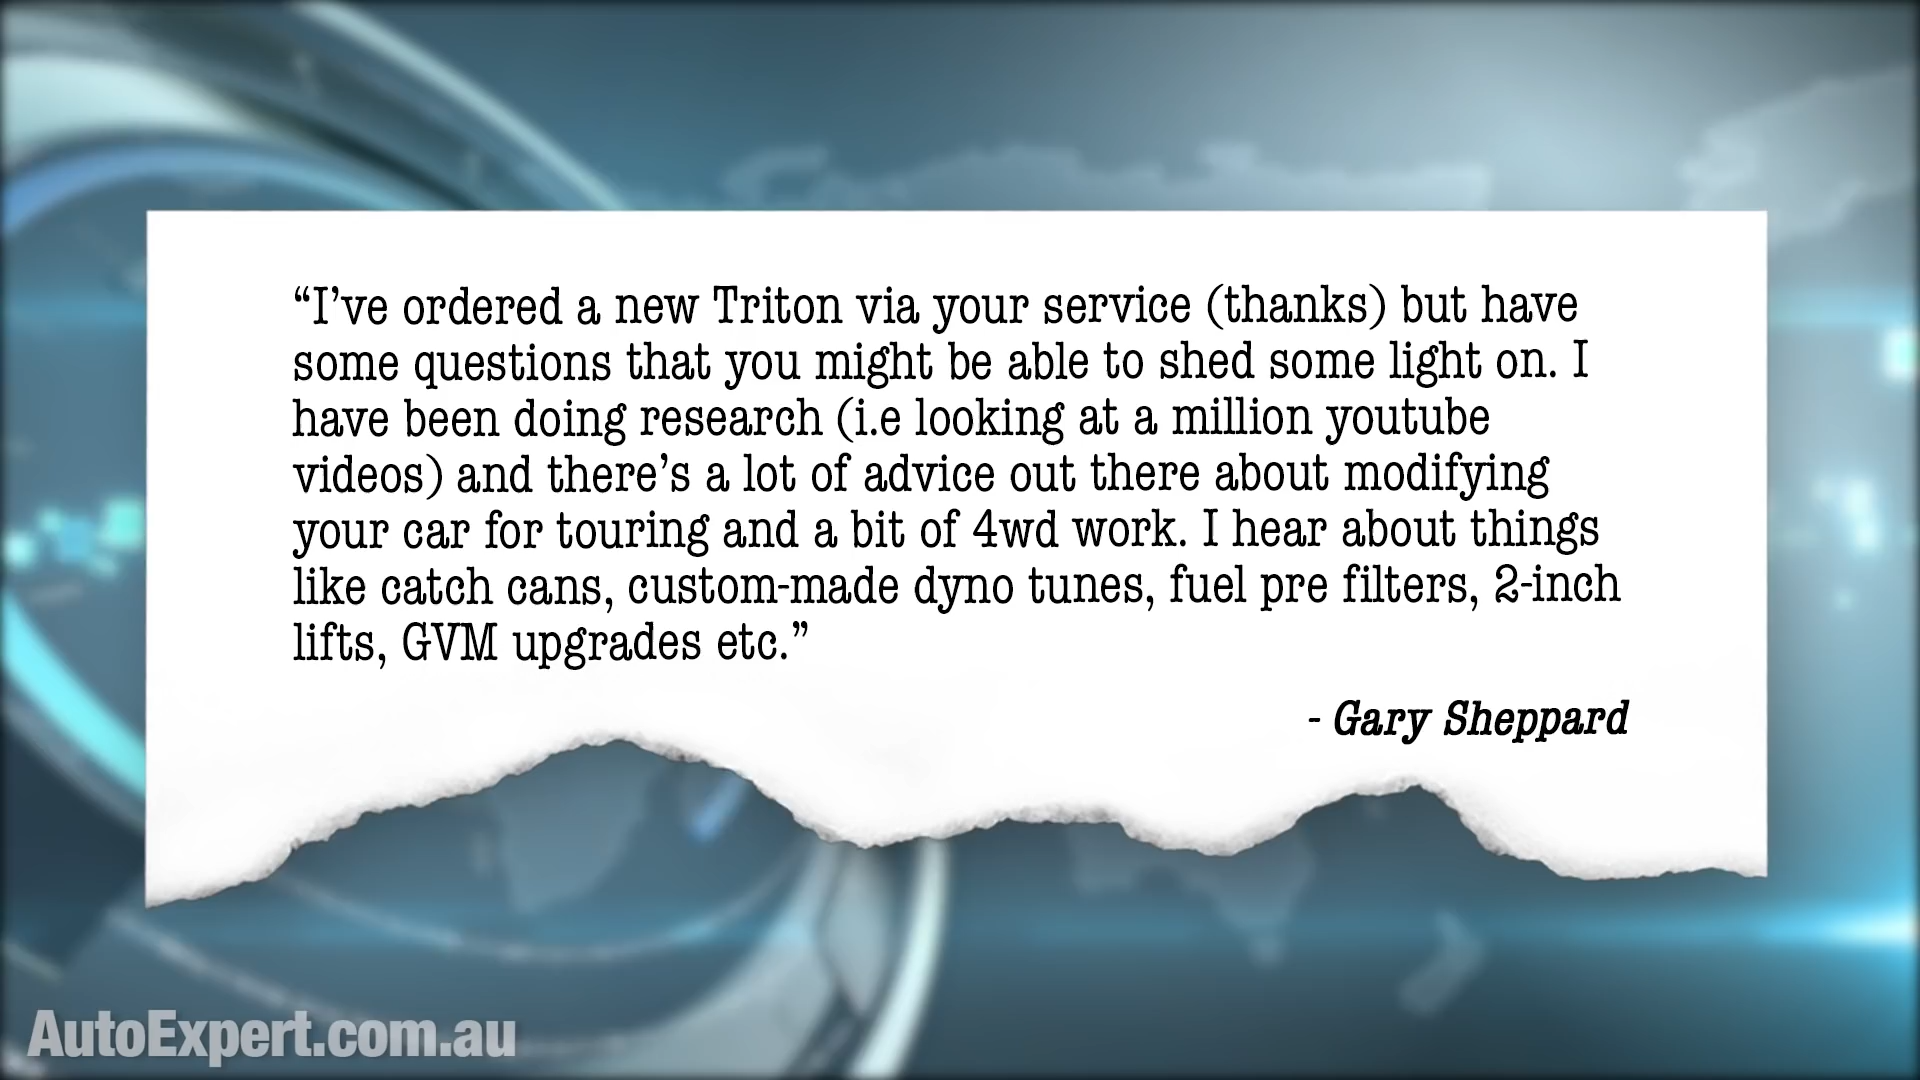 “I’ve ordered a new Triton via your service (thanks) but have
some questions that you might be able to shed some light on. I
have been doing research (i.e looking at a million youtube
videos) and there’s a lot of advice out there about modifying
your car for touring and a bit of 4wd work. I hear about things
like catch cans, custom-made dyno tunes, fuel pre filters, 2-inch
lifts, GVM upgrades etc.”
- Gary Sheppard
AutoExpert.com.au